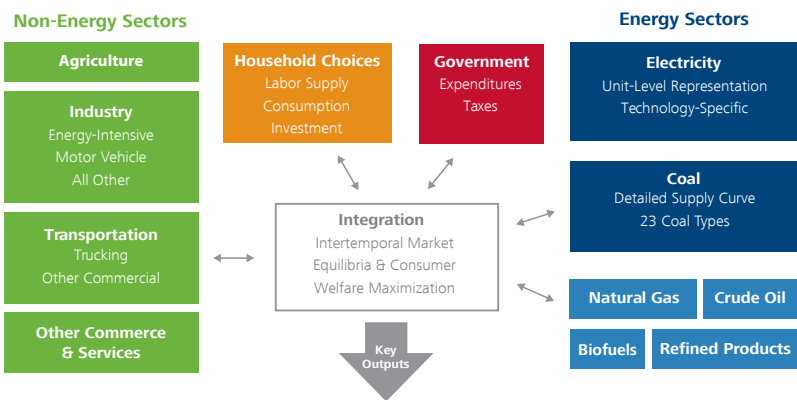 Non-Energy Sectors
Agriculture
Industry
Energy-Intensive
Motor Vehicle
All Other
Transportation
Trucking
Other Commercial
Other Commerce
& Services
Household Choices
Labor Supply
Consumption
Investment
Government
Expenditures
Taxes
Integration
Intertemporal Market
Equilibria & Consumer
Welfare Maximization
Key
Outputs
Energy Sectors
Electricity
Unit-Level Representation
Technology-Specific
Coal
Detailed Supply Curve
23 Coal Types
Natural Gas
Crude Oil
Biofuels
Refined Products